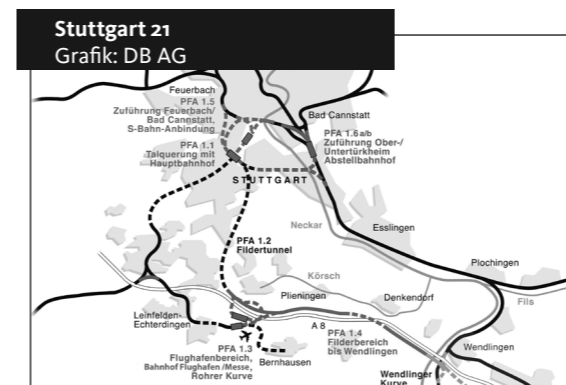 Stuttgart 21
Grafik: DB AG
Feuerbach
PFA 1.5
Zuführung Feuerbach/
Bad Cannstatt,
S-Bahn-Anbindung
Bad Cannstatt
PFA 1.6a/b
Zuführung Ober-/
Untertürkheim
Abstellbahnhof
PFA 1.1
Talquerung mit
Hauptbahnhof
STUTTGART
Neckar
Esslingen
PFA 1.2
Fildertunnel
Plochingen
Körsch
Plieningen
Denkendorf
Fils
Leinfelden-
Echterdingen
A 8
PFA 1.4
Filderbereich
bis Wendlingen
Wendlingen
PFA 1.3
Flughafenbereich,
Bahnhof Flughafen/Messe,
Rohrer Kurve
Bernhausen
Wendlinger
Kurve